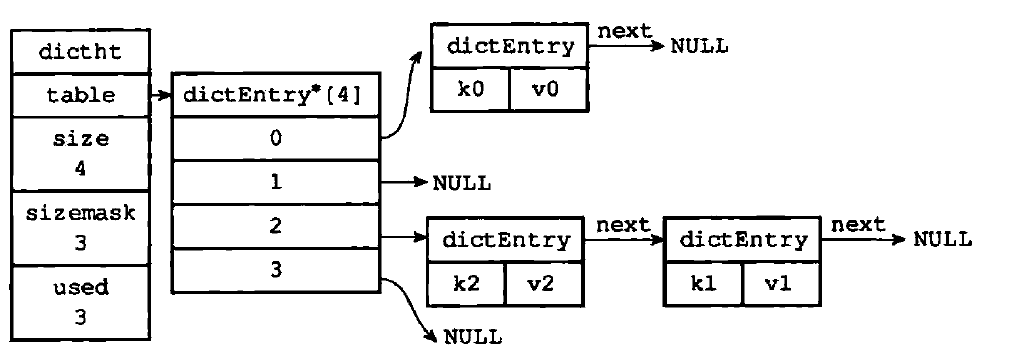 dictht
table
size
4
sizemask
3
used
3
dictEntry*[4]
0
1
2
3
dictEntry
k0 v0
next
NULL
NULL
dictEntry
k2 v2
next
dictEntry
k1 v1
next
NULL
NULL